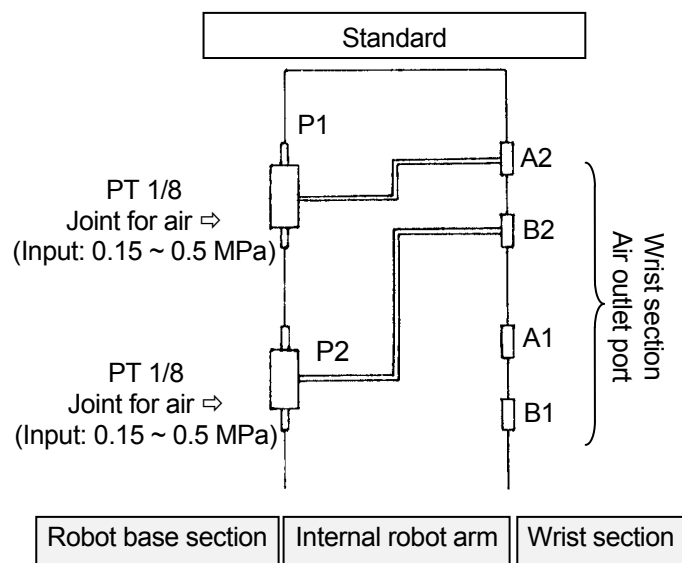 Standard
P1
A2
PT 1/8
Joint for air ⇨
(Input: 0.15 ~ 0.5 MPa)
B2
Wrist section
Air outlet port
A1
P2
PT 1/8
Joint for air ⇨
(Input: 0.15 ~ 0.5 MPa)
B1
Robot base section
Internal robot arm
Wrist section